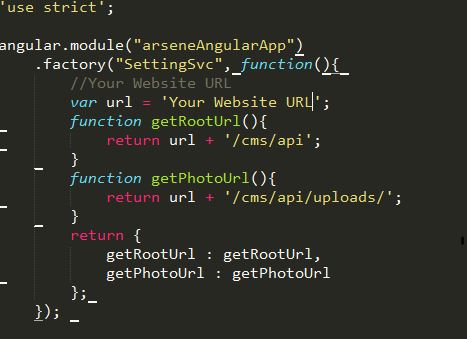 'use strict';
angular.module("arseneAngularApp")
.factory("SettingSvc", function(){
//Your Website URL
var url = 'Your Website URL';
function getRootUrl(){
return url + '/cms/api';
}
function getPhotoUrl(){
return url + '/cms/api/uploads/';
}
return {
getRootUrl : getRootUrl,
getPhotoUrl : getPhotoUrl
};
});